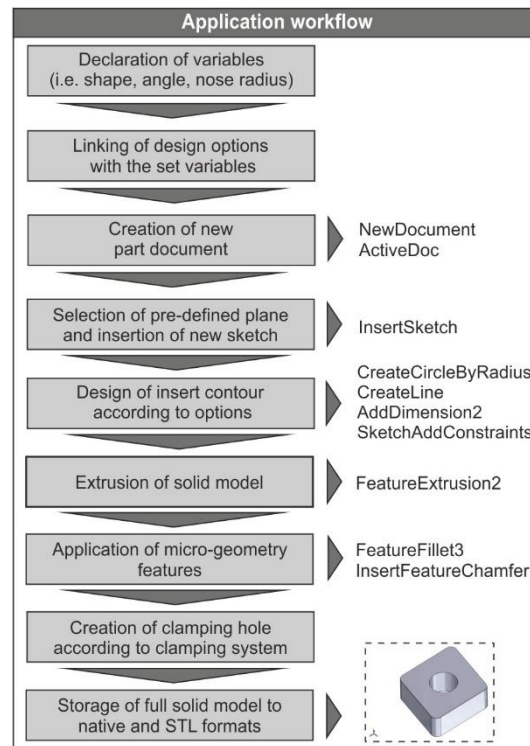 Application workflow
Declaration of variables
(i.e. shape, angle, nose radius)
Linking of design options
with the set variables
Creation of new
part document
NewDocument
ActiveDoc
Selection of pre-defined plane
and insertion of new sketch
InsertSketch
Design of insert contour
according to options
CreateCircleByRadius
CreateLine
AddDimension2
SketchAddConstraints
Extrusion of solid model
FeatureExtrusion2
Application of micro-geometry
features
FeatureFillet3
InsertFeatureChamfer
Creation of clamping hole
according to clamping system
Storage of full solid model to
native and STL formats